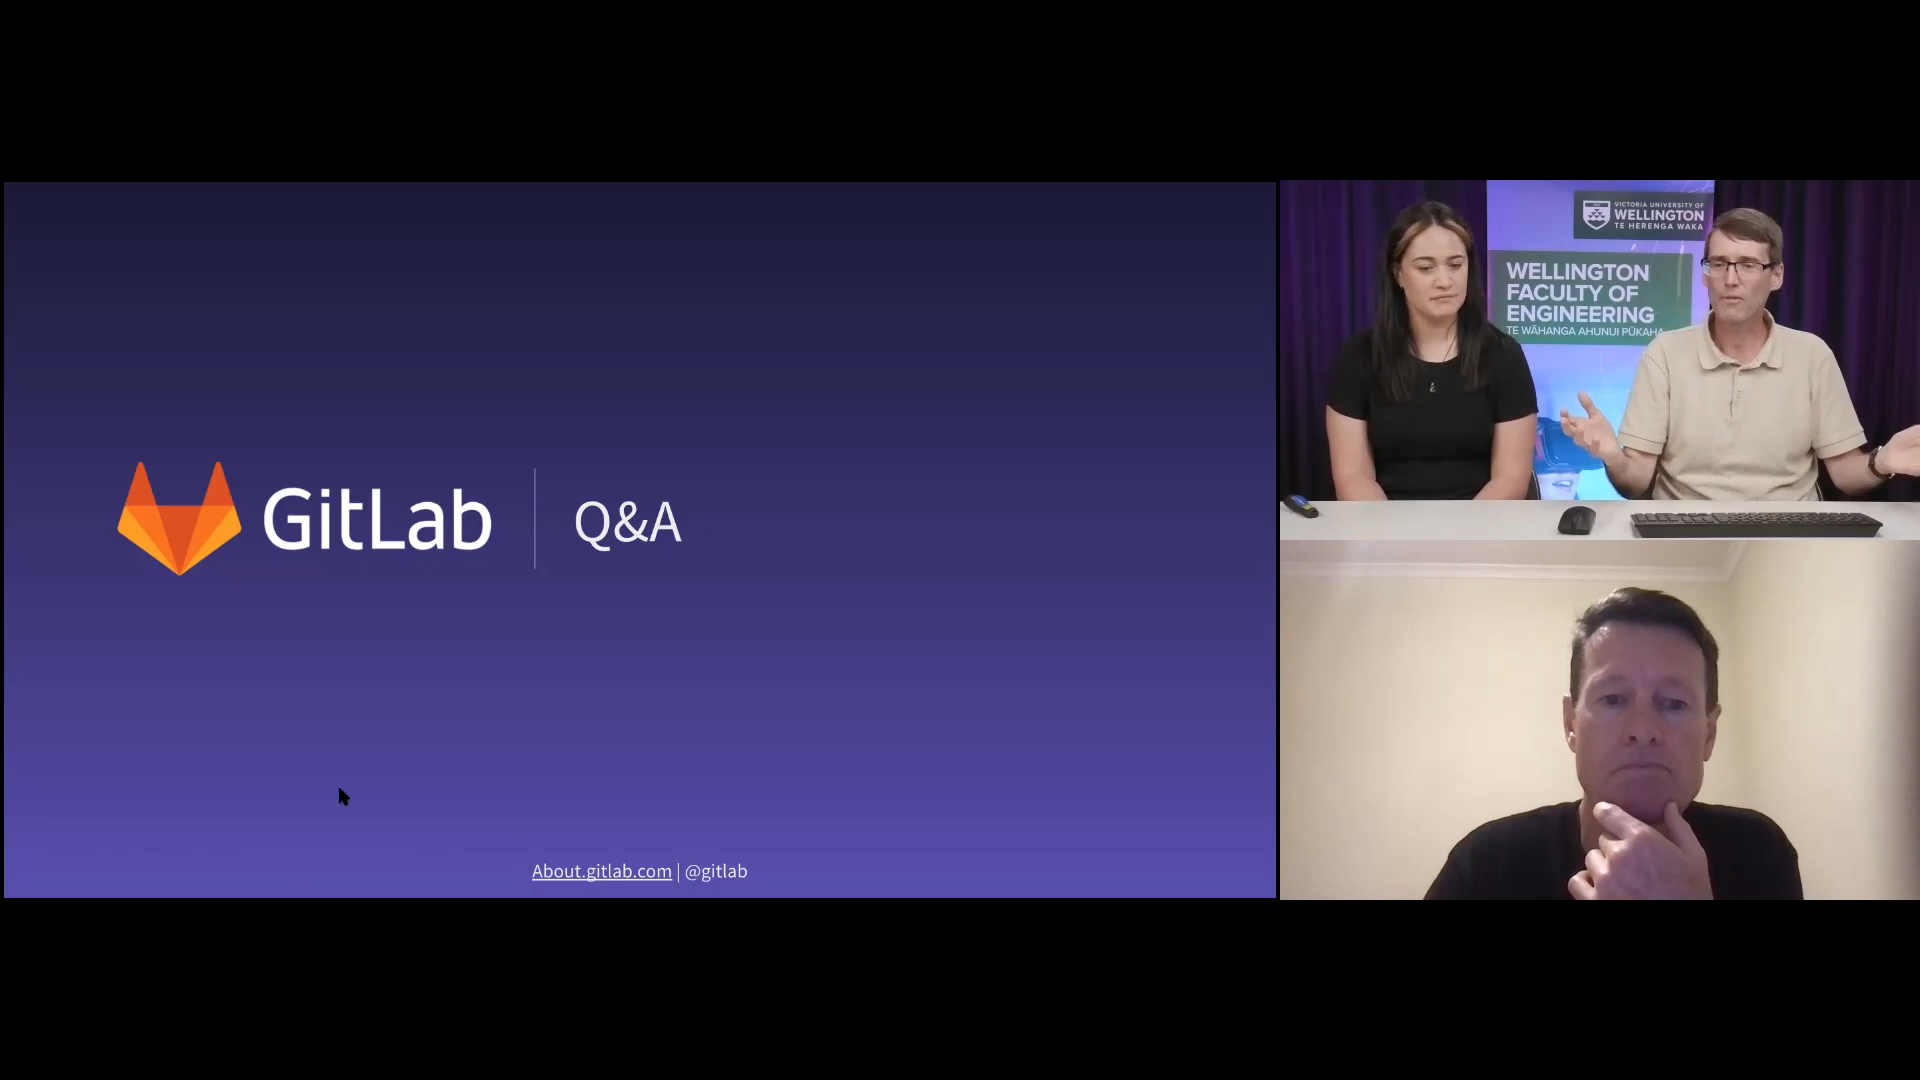 GitLab
Q&A
About.gitlab.com | @gitlab
VICTORIA UNIVERSITY OF
WELLINGTON
TE HERENGA WAKA
WELLINGTON
FACULTY OF
ENGINEERING
TE WĀHANGA AHUNUI PŪKAHA